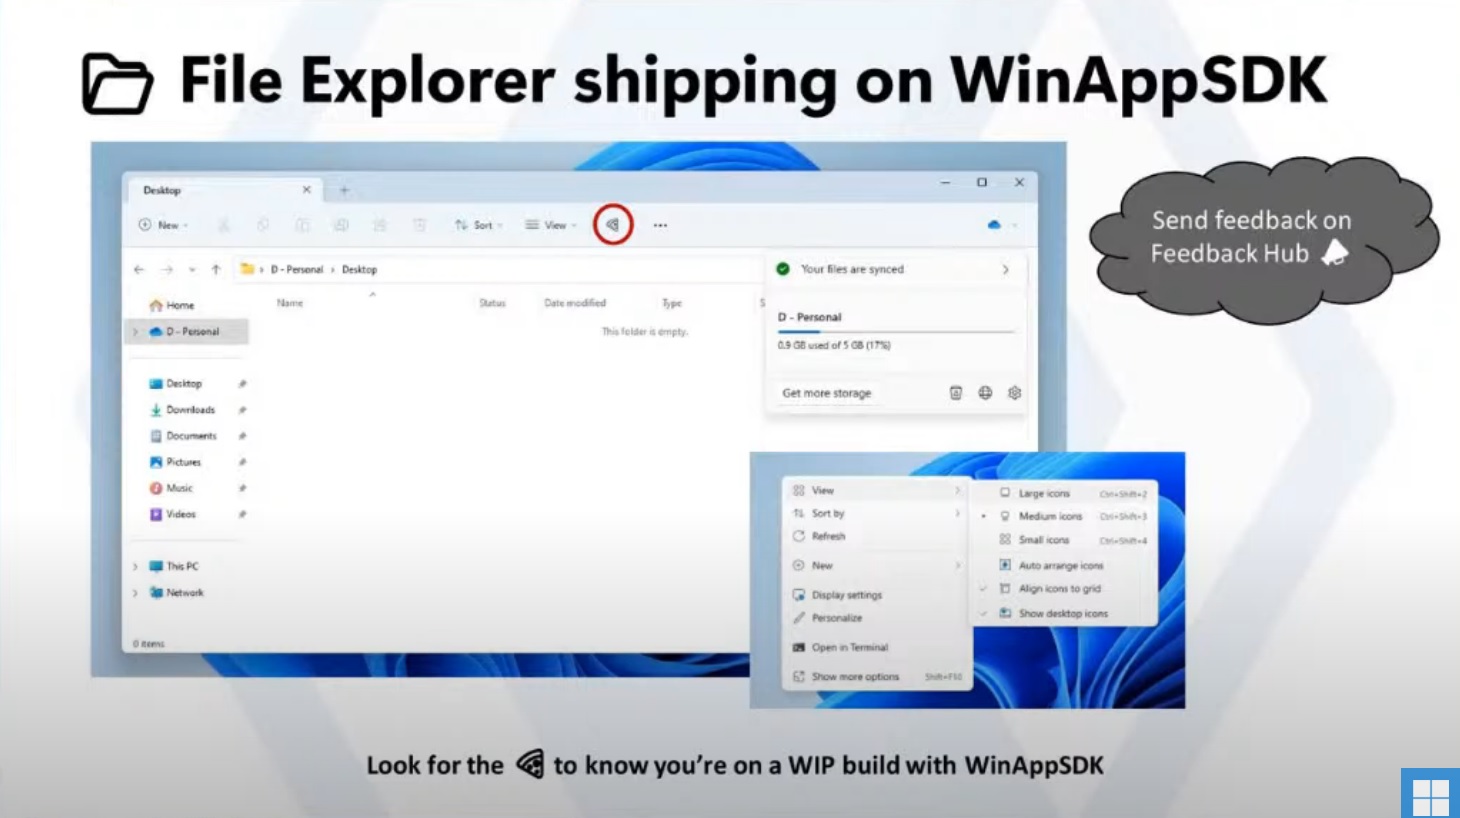 File Explorer shipping on WinAppSDK
Desktop
New
Sort
View
Send feedback on
Feedback Hub
D - Personal
Desktop
Your files are synced
Home
Name
Status
Date modified
Type
S
D - Personal
This folder is empty.
D - Personal
0.9 GB used of 5 GB (17%)
Get more storage
Desktop
Downloads
Documents
Pictures
Music
Videos
This PC
Network
0 items
View
Sort by
Refresh
New
Display settings
Personalize
Open in Terminal
Show more options Shift+F10
Large icons Ctrl+Shift+2
Medium icons Ctrl+Shift+3
Small icons Ctrl+Shift+4
Auto arrange icons
Align icons to grid
Show desktop icons
Look for the to know you're on a WIP build with WinAppSDK